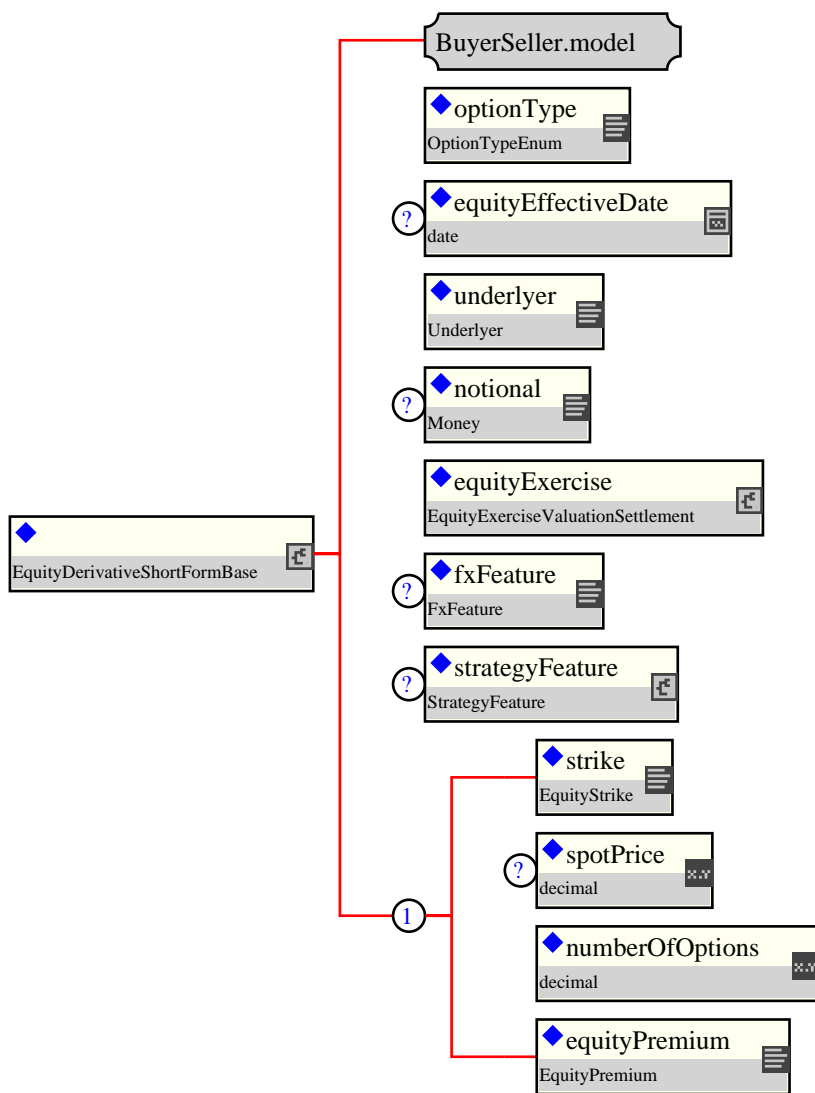 BuyerSeller.model
optionType
OptionTypeEnum
?
equityEffectiveDate
date
underlyer
Underlyer
?
notional
Money
equityExercise
EquityExerciseValuationSettlement
EquityDerivativeShortFormBase
?
fxFeature
FxFeature
?
strategyFeature
StrategyFeature
strike
EquityStrike
?
spotPrice
x.Y
decimal
1
numberOfOptions
x.Y
decimal
equityPremium
EquityPremium